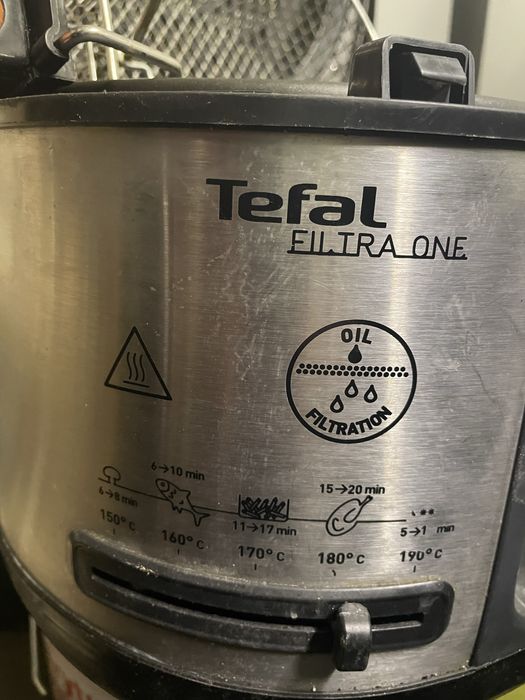 Tefal
FILTRA ONE
OIL
FILTRATION
6→10 min
6→8 min
15→20 min
11→17 min
5→1 min
150°C
160°C
170°C
180°C
190°C